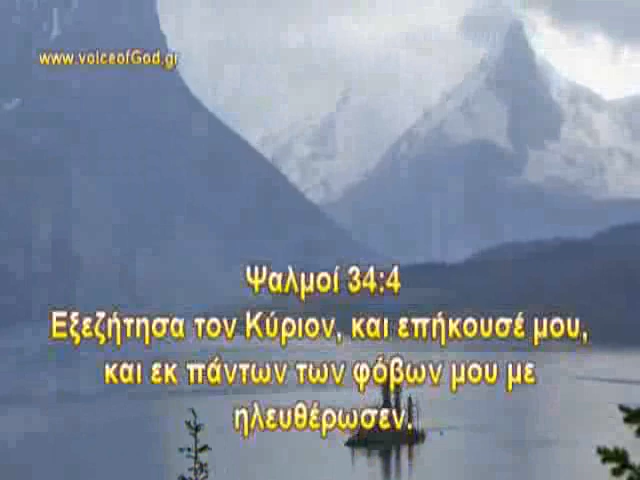 www.voiceofGod.gr
Ψαλμοί 34:4
Εξεζήτησα τον Κύριον, και επήκουσέ μου,
και εκ πάντων των φόβων μου με
ηλευθέρωσεν.